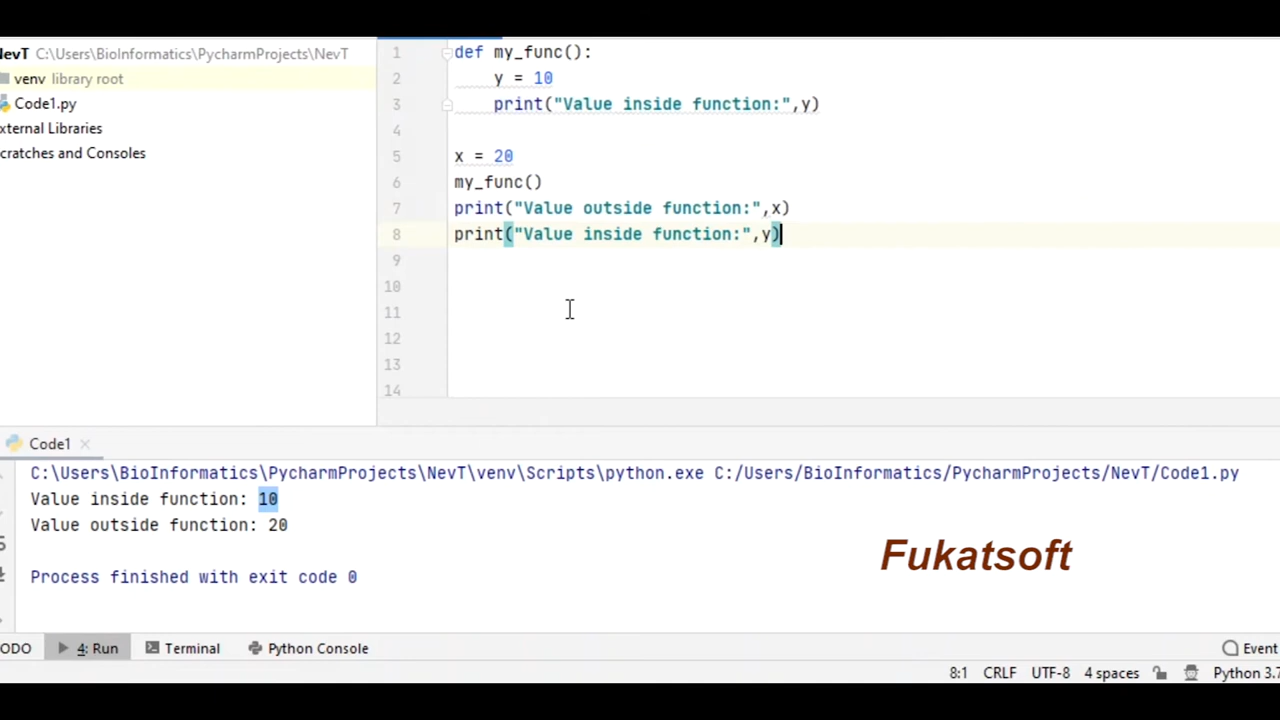 NevT C:\Users\BioInformatics\PycharmProjects\NevT
venv library root
Code1.py
xternal Libraries
cratches and Consoles
1 def my_func():
2 y = 10
3 print("Value inside function:",y)
4
5 x = 20
6 my_func()
7 print("Value outside function:",x)
8 print("Value inside function:",y)
9
10
11
12
13
14
Code1
C:\Users\BioInformatics\PycharmProjects\NevT\venv\Scripts\python.exe C:/Users/BioInformatics/PycharmProjects/NevT/Code1.py
Value inside function: 10
Value outside function: 20
Process finished with exit code 0
Fukatsoft
ODO 4: Run Terminal Python Console Event
8:1 CRLF UTF-8 4 spaces Python 3.7